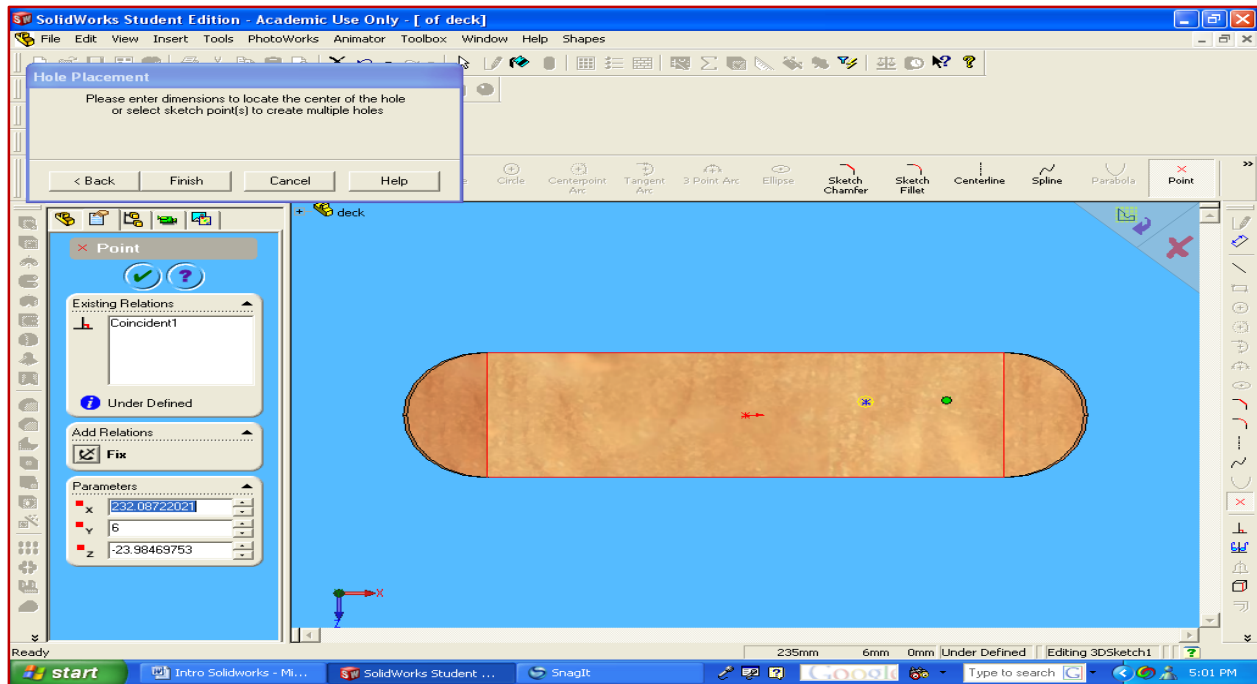 SolidWorks Student Edition - Academic Use Only - [ of deck]
File Edit View Insert Tools PhotoWorks Animator Toolbox Window Help Shapes
Hole Placement
Please enter dimensions to locate the center of the hole
or select sketch point(s) to create multiple holes
< Back Finish Cancel Help
Circle Centerpoint Arc Tangent Arc 3 Point Arc Ellipse Sketch Chamfer Sketch Fillet Centerline Spline Parabola Point
deck
Point
Existing Relations
Coincident1
Under Defined
Add Relations
Fix
Parameters
X 232.08722021
Y 6
Z -23.98469753
X
Z
Ready
235mm 6mm 0mm Under Defined Editing 3DSketch1
start Intro Solidworks - Mi... SolidWorks Student ... SnagIt Google Type to search 5:01 PM